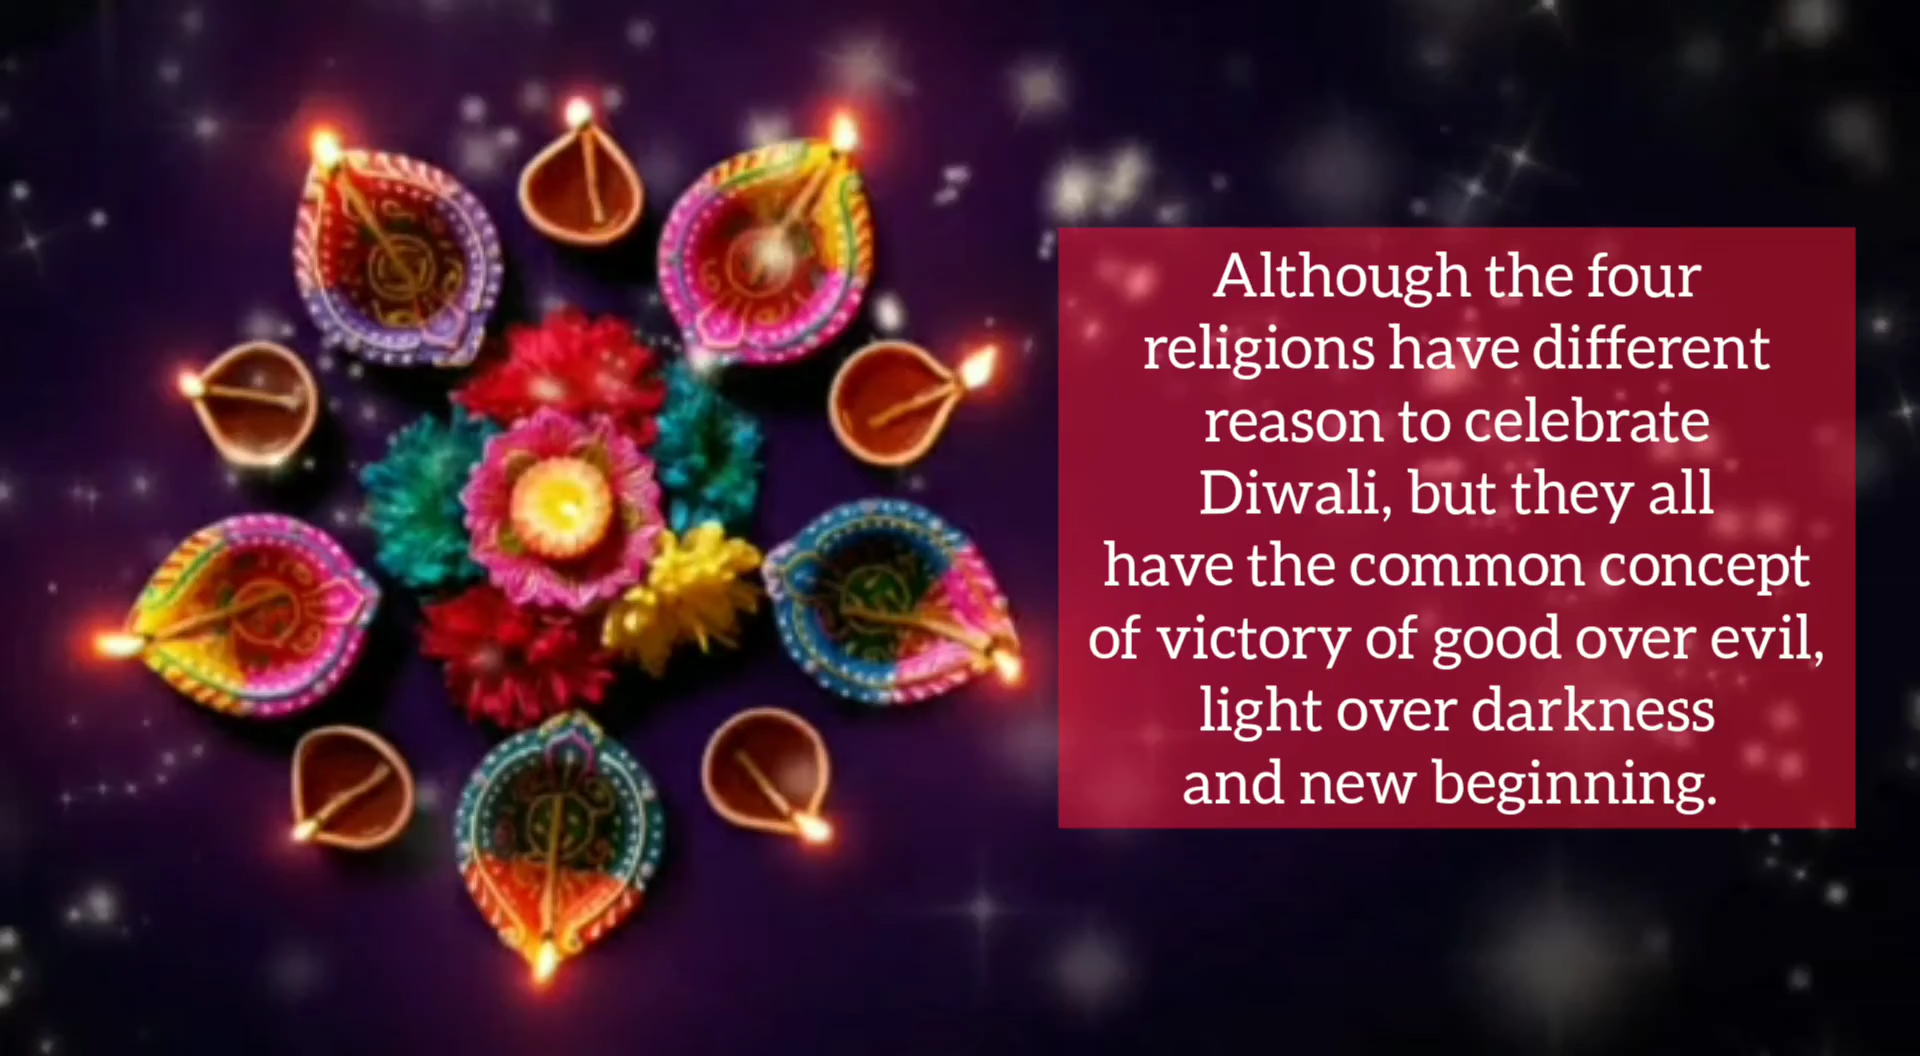 Although the four
religions have different
reason to celebrate
Diwali, but they all
have the common concept
of victory of good over evil,
light over darkness
and new beginning.